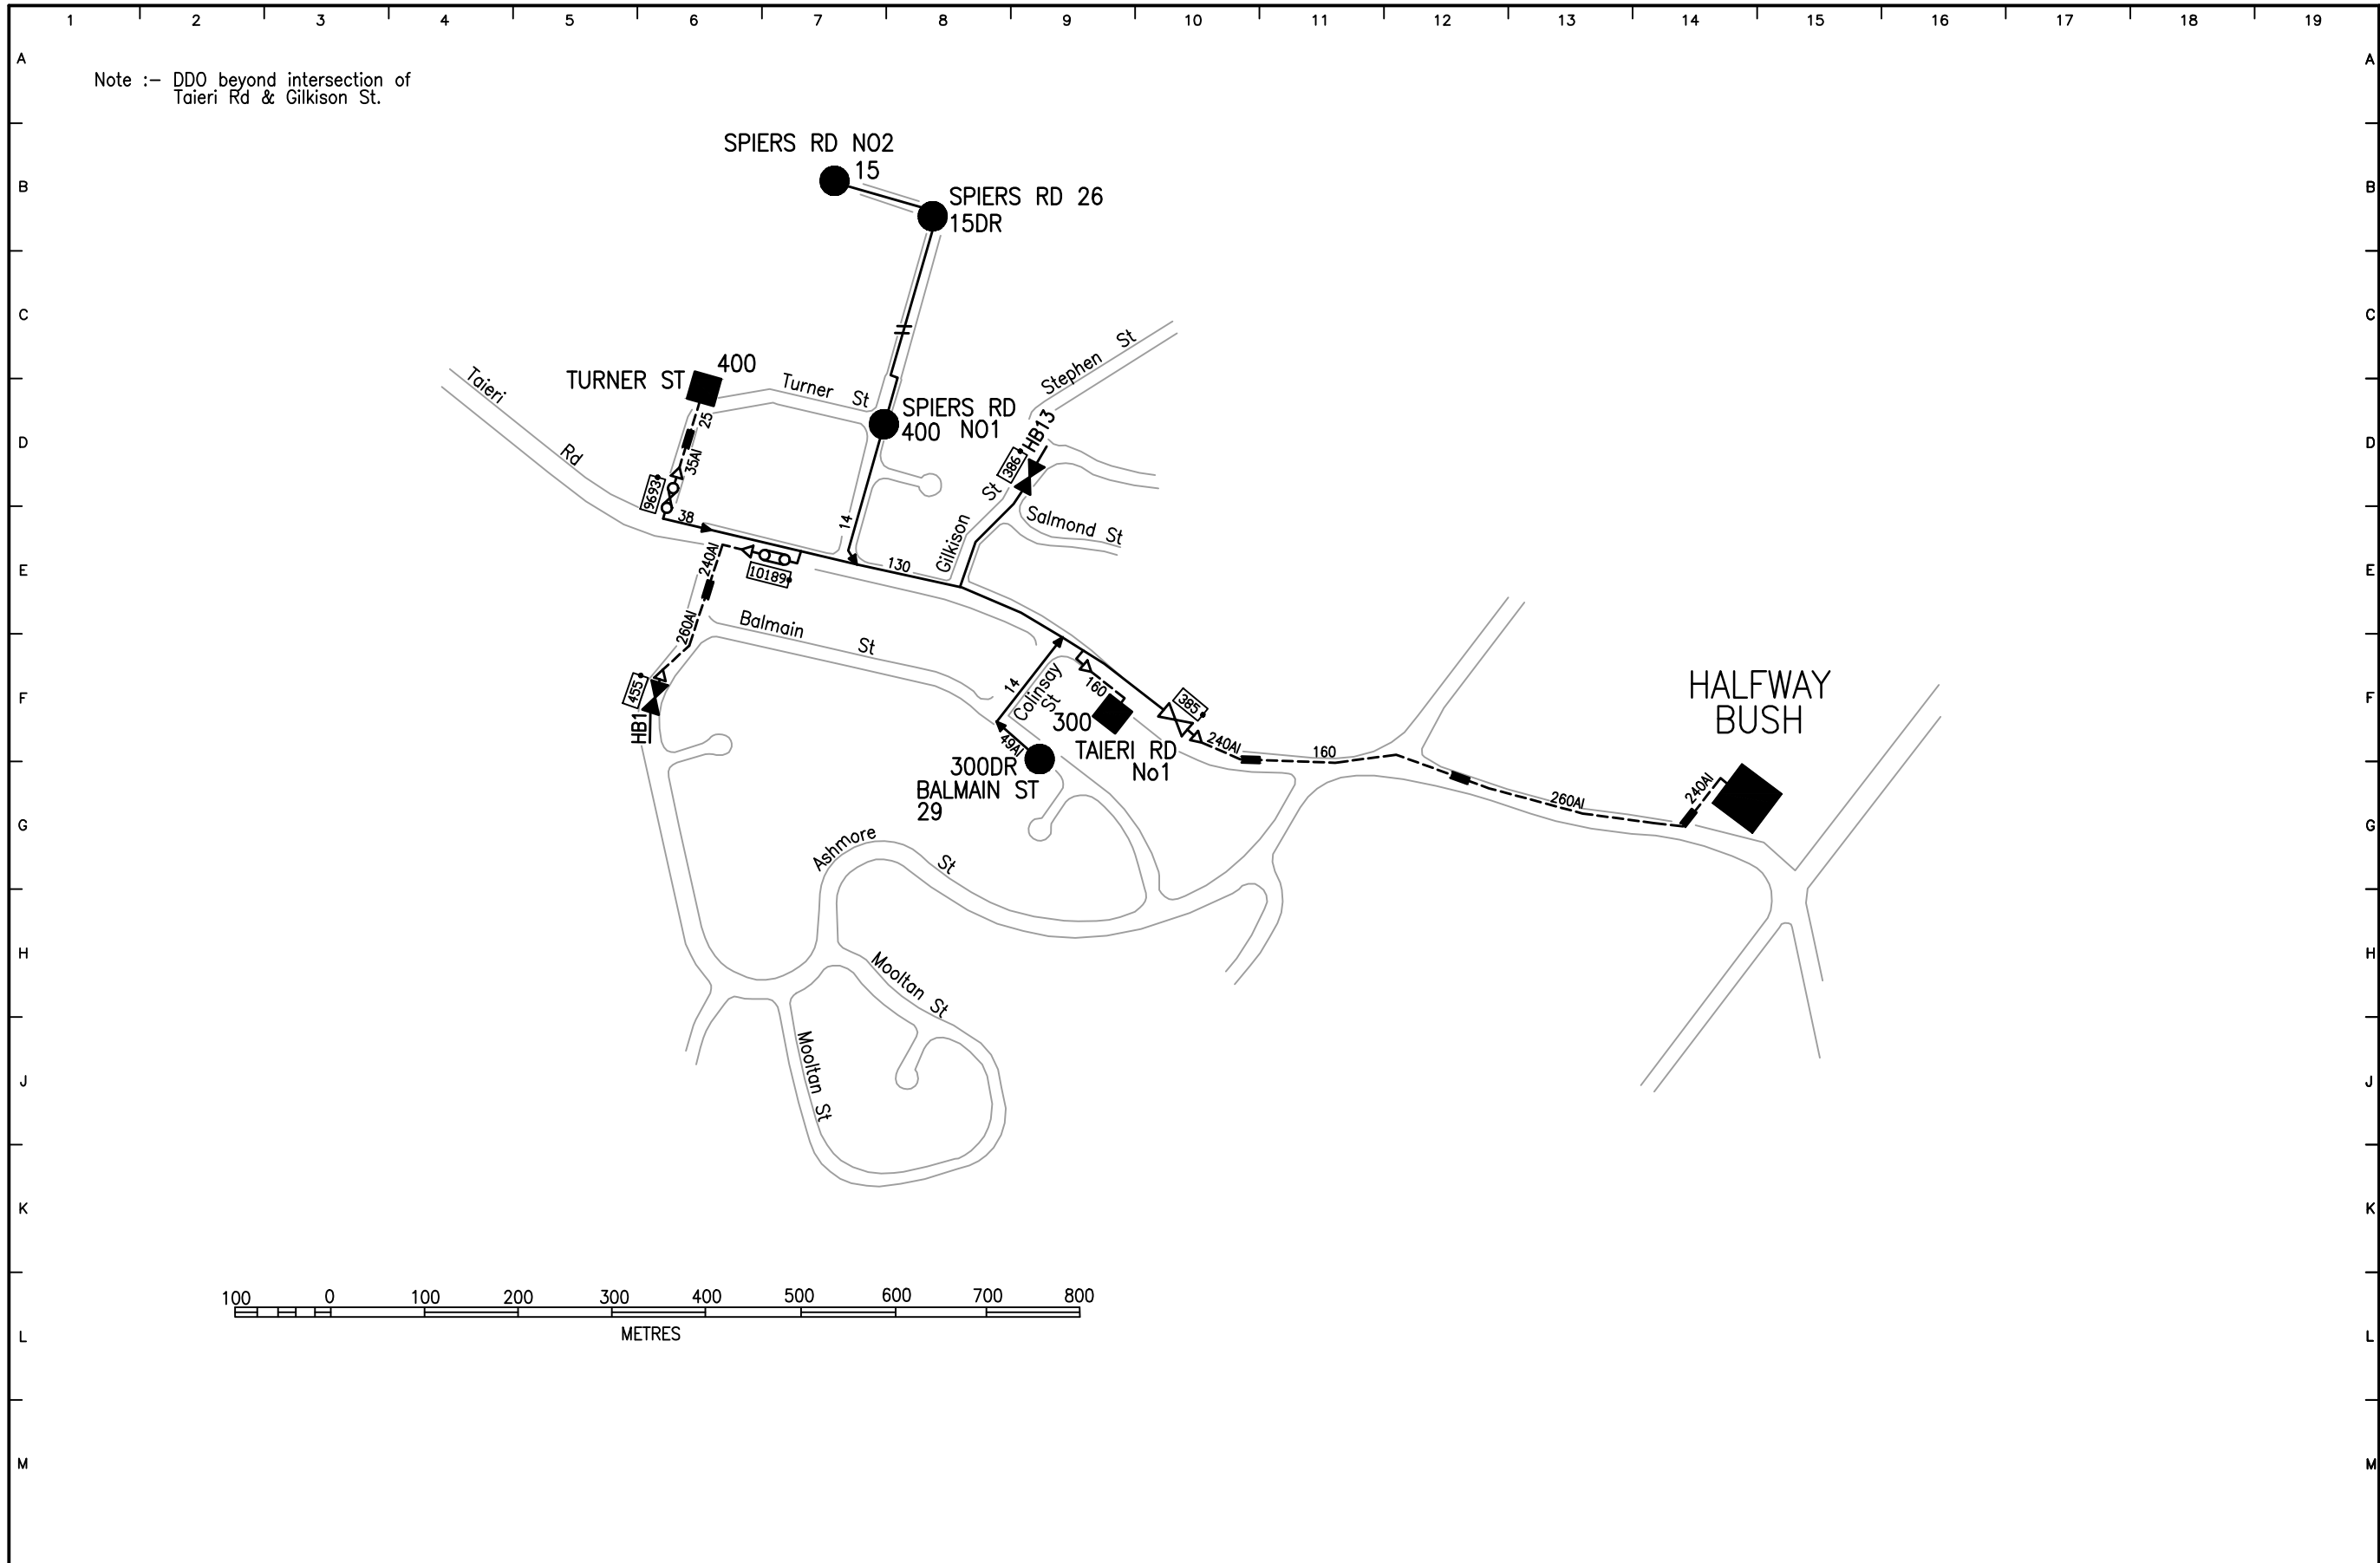 1 2 3 4 5 6 7 8 9 10 11 12 13 14 15 16 17 18 19
A A
Note :- DDO beyond intersection of
Taieri Rd & Gilkison St.
SPIERS RD NO2
15
B B
SPIERS RD 26
15DR
C C
Stephen St
400
TURNER ST
Taieri Rd
Turner St
25
SPIERS RD
400 NO1
HB13
D D
386
35AI
9693
38
14
Gilkison St
Salmond St
130
10189
240AI
E E
260AI
Balmain St
455
HB1
14
Colinsay
St
160
300
385
HALFWAY
BUSH
F F
49AI
TAIERI RD
No1
240AI
160
300DR
BALMAIN ST
29
260AI
240AI
G G
Ashmore St
H H
Mooltan St
Mooltan St
J J
K K
100 0 100 200 300 400 500 600 700 800
METRES
L L
M M